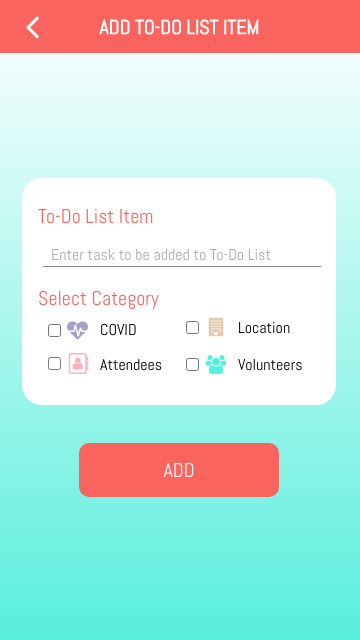 ADD TO-DO LIST ITEM
To-Do List Item
Enter task to be added to To-Do List
Select Category
COVID
Location
Attendees
Volunteers
ADD